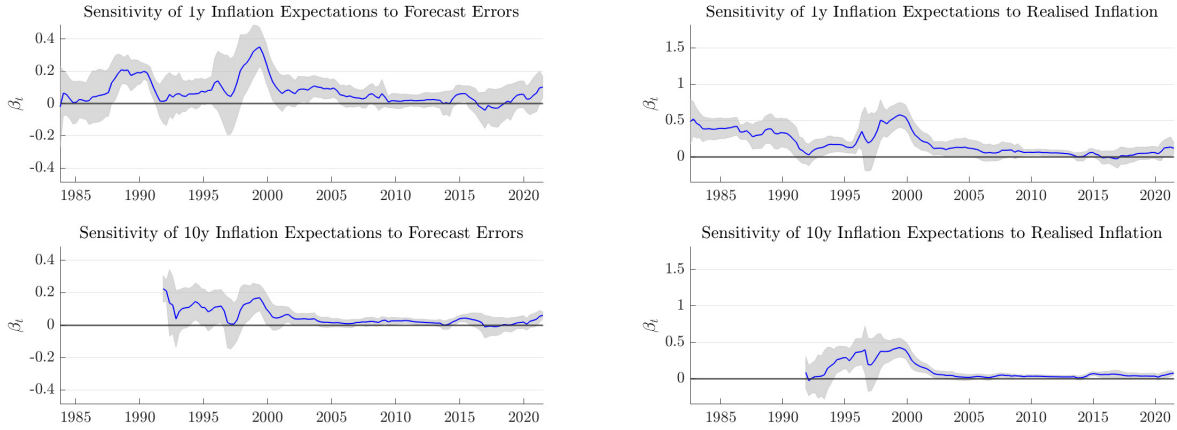 Sensitivity of 1y Inflation Expectations to Forecast Errors
0.4
0.2
0
-0.2
-0.4
βt
1985 1990 1995 2000 2005 2010 2015 2020
Sensitivity of 1y Inflation Expectations to Realised Inflation
1.5
1
0.5
0
βt
1985 1990 1995 2000 2005 2010 2015 2020
Sensitivity of 10y Inflation Expectations to Forecast Errors
0.4
0.2
0
-0.2
-0.4
βt
1985 1990 1995 2000 2005 2010 2015 2020
Sensitivity of 10y Inflation Expectations to Realised Inflation
1.5
1
0.5
0
βt
1985 1990 1995 2000 2005 2010 2015 2020